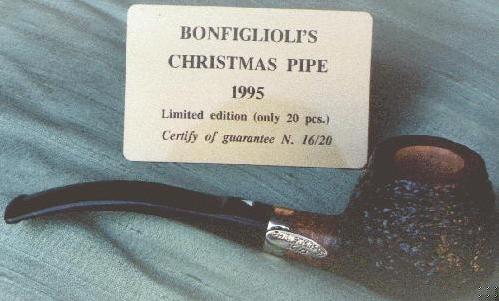 BONFIGLIOLI'S
CHRISTMAS PIPE
1995
Limited edition (only 20 pcs.)
Certify of guarantee N. 16/20